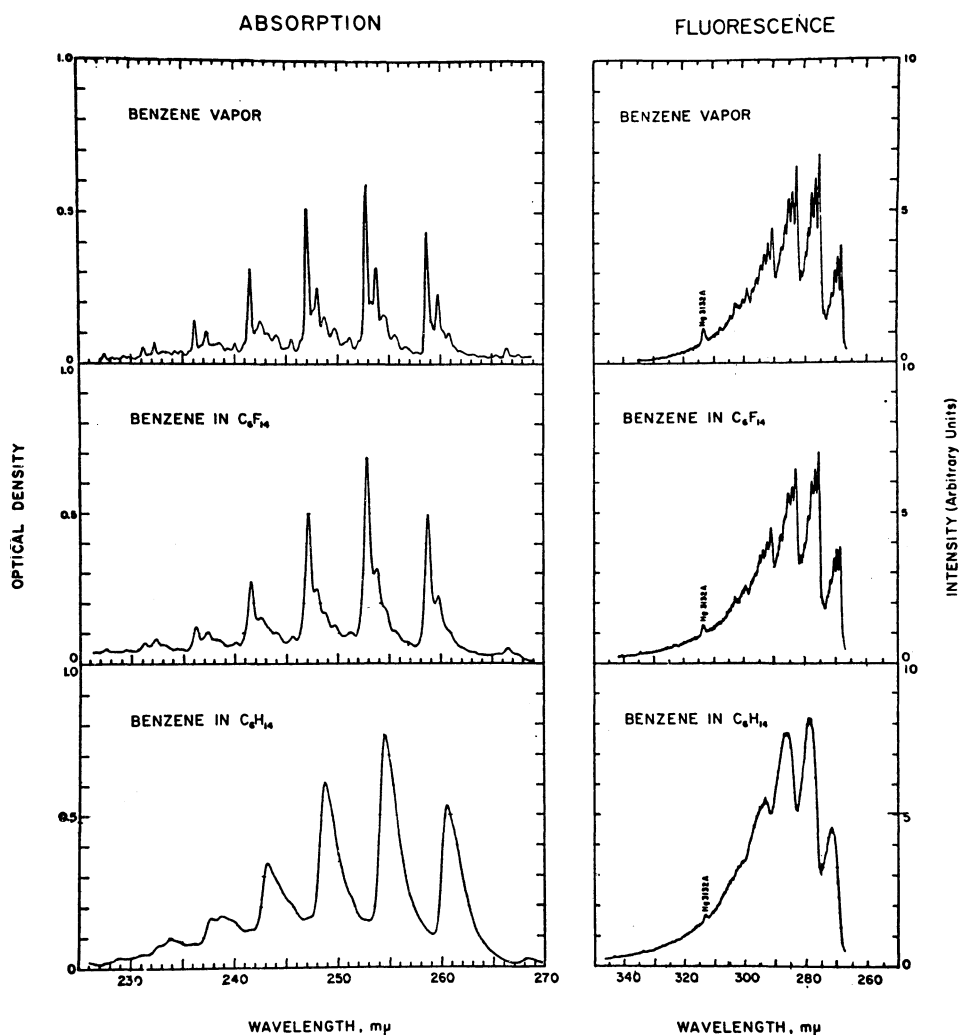 ABSORPTION
FLUORESCENCE
1.0
BENZENE VAPOR
0.5
0
10
BENZENE VAPOR
5
Hg 3132A
0
1.0
BENZENE IN C₆F₁₄
0.5
0
10
BENZENE IN C₆F₁₄
5
Hg 3132A
0
1.0
BENZENE IN C₆H₁₄
0.5
0
10
BENZENE IN C₆H₁₄
5
Hg 3132A
0
OPTICAL DENSITY
INTENSITY (Arbitrary Units)
230 240 250 260 270
340 320 300 280 260
WAVELENGTH, mμ
WAVELENGTH, mμ